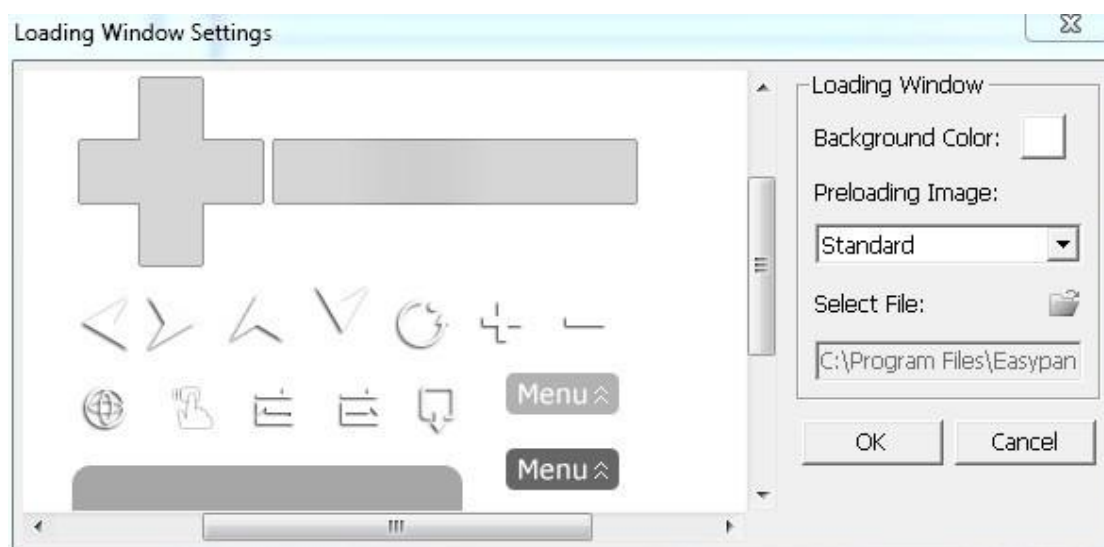 Loading Window Settings
Loading Window
Background Color:
Preloading Image:
Standard
Select File:
C:\Program Files\Easypan
OK
Cancel
Menu
Menu